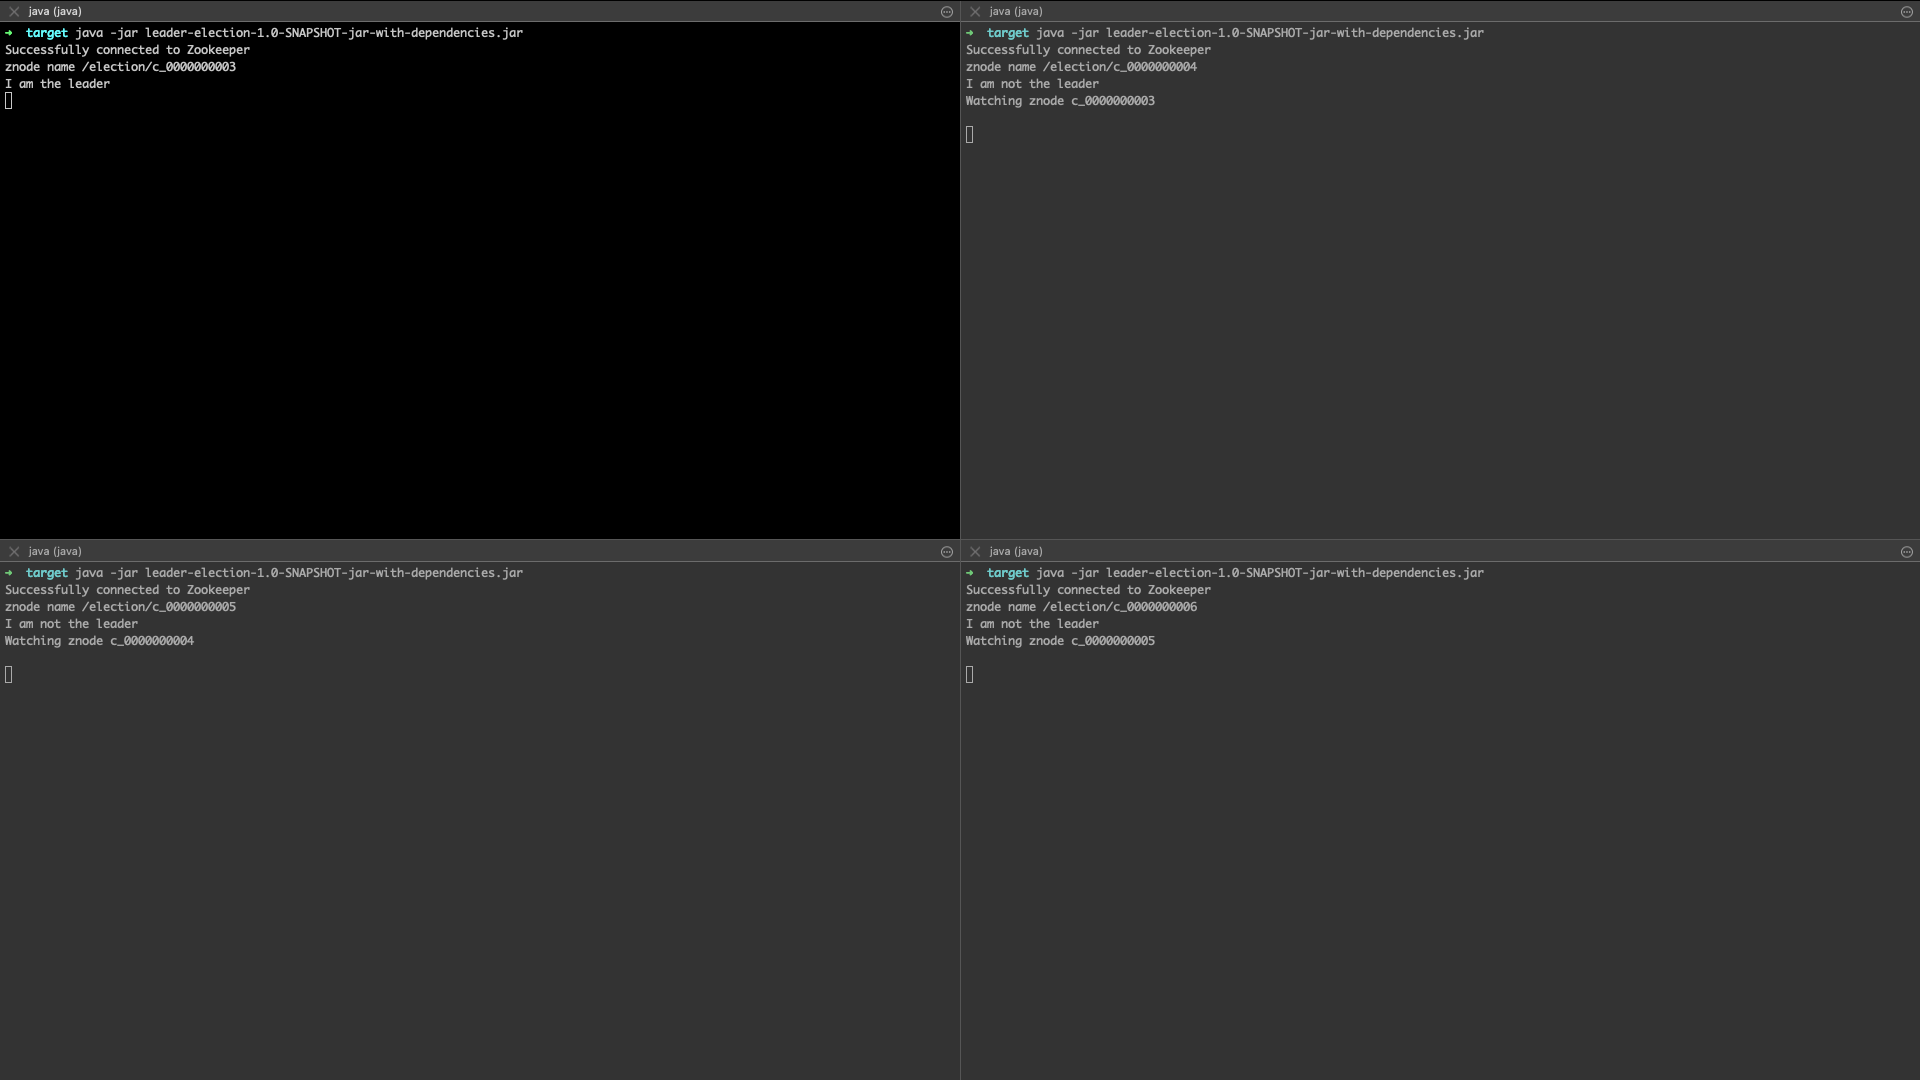 java (java)
➜  target java -jar leader-election-1.0-SNAPSHOT-jar-with-dependencies.jar
Successfully connected to Zookeeper
znode name /election/c_0000000003
I am the leader
java (java)
➜  target java -jar leader-election-1.0-SNAPSHOT-jar-with-dependencies.jar
Successfully connected to Zookeeper
znode name /election/c_0000000004
I am not the leader
Watching znode c_0000000003
java (java)
➜  target java -jar leader-election-1.0-SNAPSHOT-jar-with-dependencies.jar
Successfully connected to Zookeeper
znode name /election/c_0000000005
I am not the leader
Watching znode c_0000000004
java (java)
➜  target java -jar leader-election-1.0-SNAPSHOT-jar-with-dependencies.jar
Successfully connected to Zookeeper
znode name /election/c_0000000006
I am not the leader
Watching znode c_0000000005